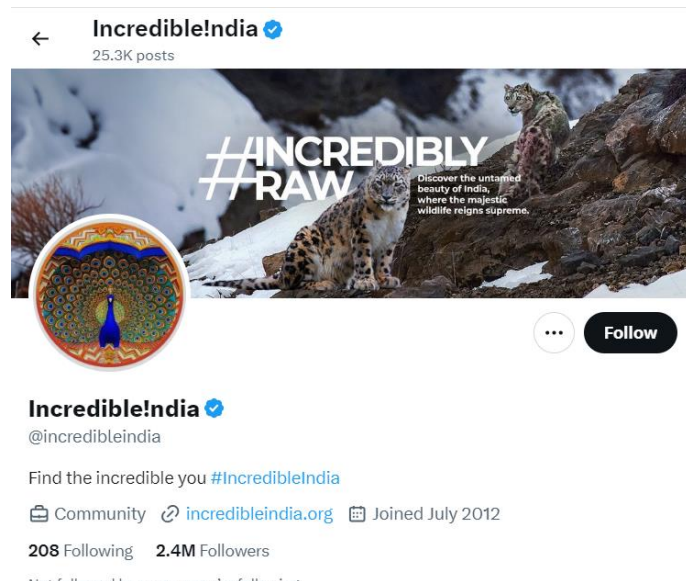 Incredible!ndia
25.3K posts
#INCREDIBLY
RAW
Discover the untamed
beauty of India,
where the majestic
wildlife reigns supreme.
Follow
Incredible!ndia
@incredibleindia
Find the incredible you #IncredibleIndia
Community incredibleindia.org Joined July 2012
208 Following 2.4M Followers